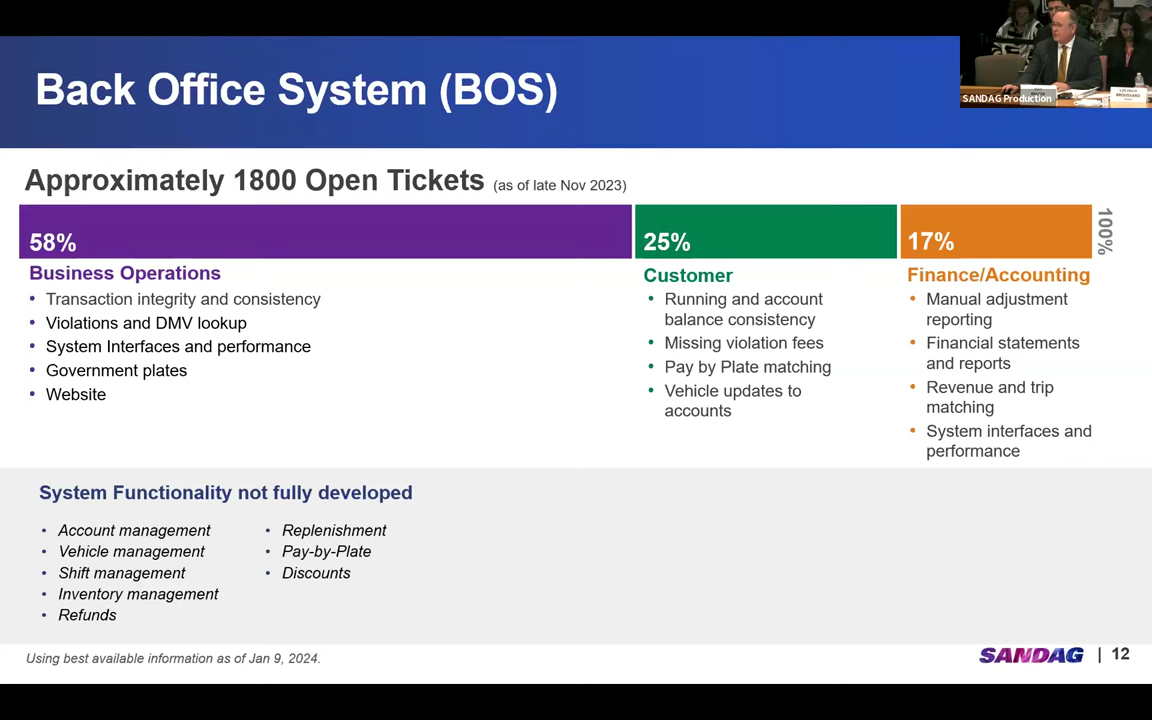 Back Office System (BOS)
SANDAG Production
Approximately 1800 Open Tickets (as of late Nov 2023)
58%
25%
17%
100%
Business Operations
• Transaction integrity and consistency
• Violations and DMV lookup
• System Interfaces and performance
• Government plates
• Website
Customer
• Running and account
balance consistency
• Missing violation fees
• Pay by Plate matching
• Vehicle updates to
accounts
Finance/Accounting
• Manual adjustment
reporting
• Financial statements
and reports
• Revenue and trip
matching
• System interfaces and
performance
System Functionality not fully developed
• Account management
• Vehicle management
• Shift management
• Inventory management
• Refunds
• Replenishment
• Pay-by-Plate
• Discounts
Using best available information as of Jan 9, 2024.
SANDAG | 12